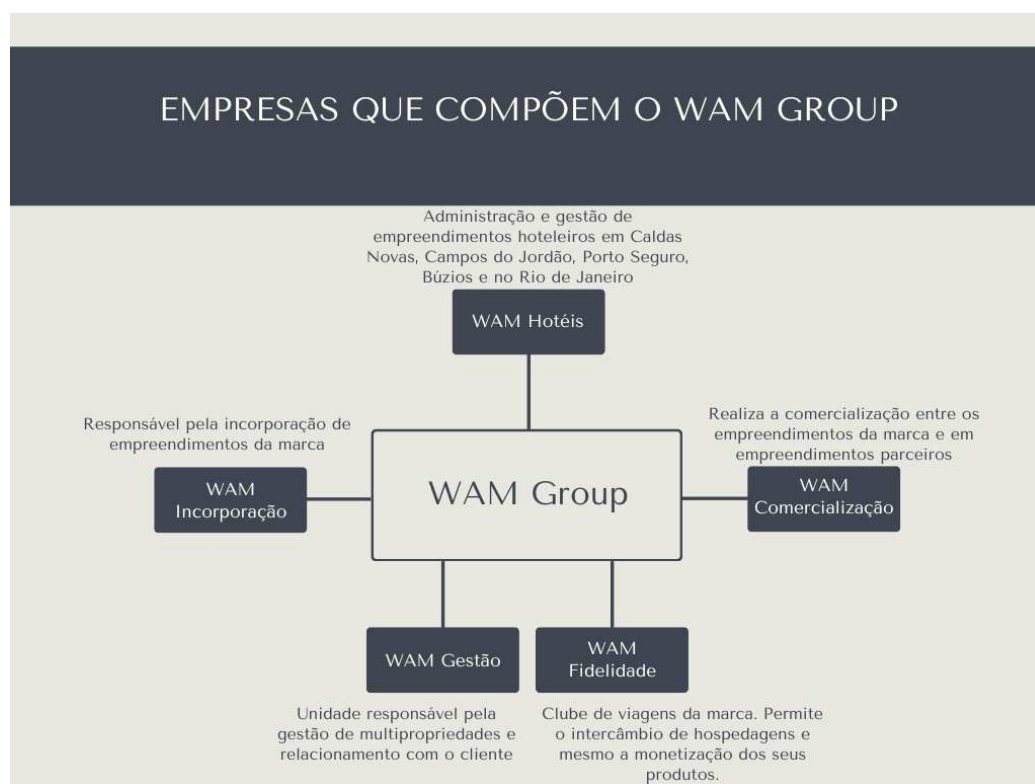 EMPRESAS QUE COMPÕEM O WAM GROUP
Administração e gestão de
empreendimentos hoteleiros em Caldas
Novas, Campos do Jordão, Porto Seguro,
Búzios e no Rio de Janeiro
WAM Hotéis
Responsável pela incorporação de
empreendimentos da marca
WAM
Incorporação
WAM Group
Realiza a comercialização entre os
empreendimentos da marca e em
empreendimentos parceiros
WAM
Comercialização
WAM Gestão
Unidade responsável pela
gestão de multipropriedades e
relacionamento com o cliente
WAM
Fidelidade
Clube de viagens da marca. Permite
o intercâmbio de hospedagens e
mesmo a monetização dos seus
produtos.